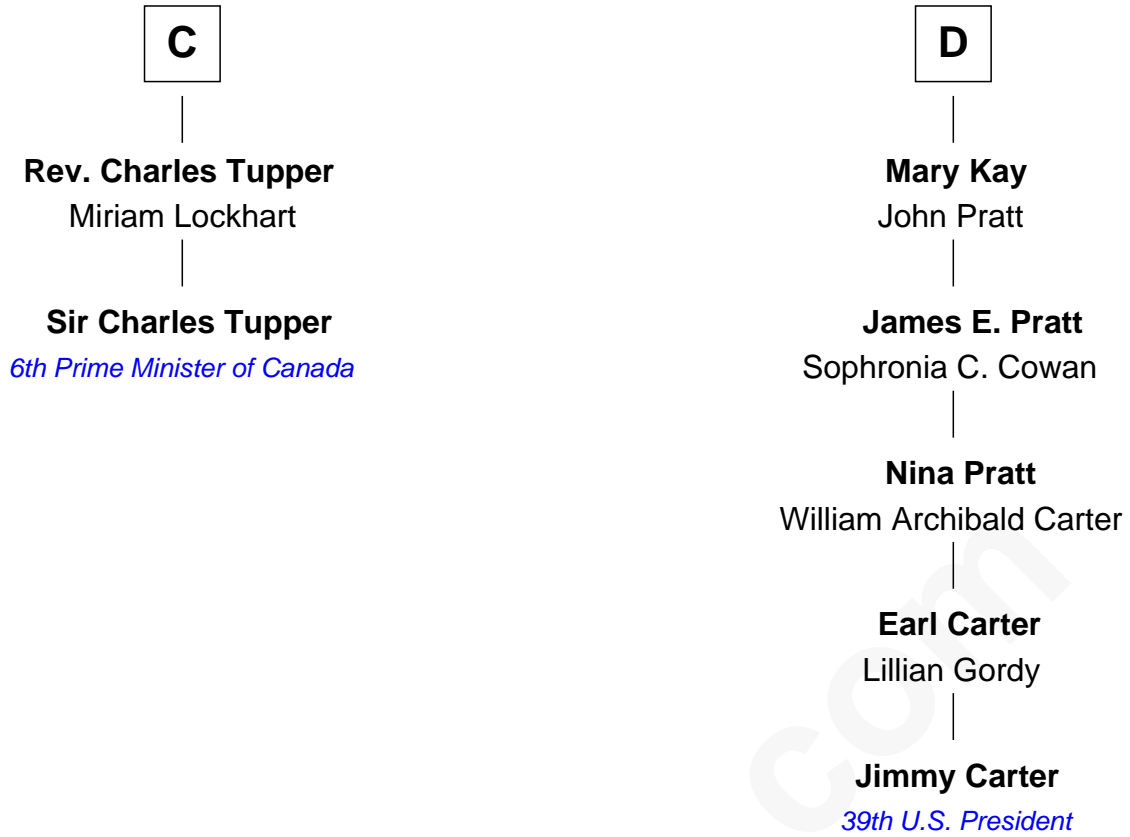 C
Rev. Charles Tupper
Miriam Lockhart
Sir Charles Tupper
6th Prime Minister of Canada
D
Mary Kay
John Pratt
James E. Pratt
Sophronia C. Cowan
Nina Pratt
William Archibald Carter
Earl Carter
Lillian Gordy
Jimmy Carter
39th U.S. President
com